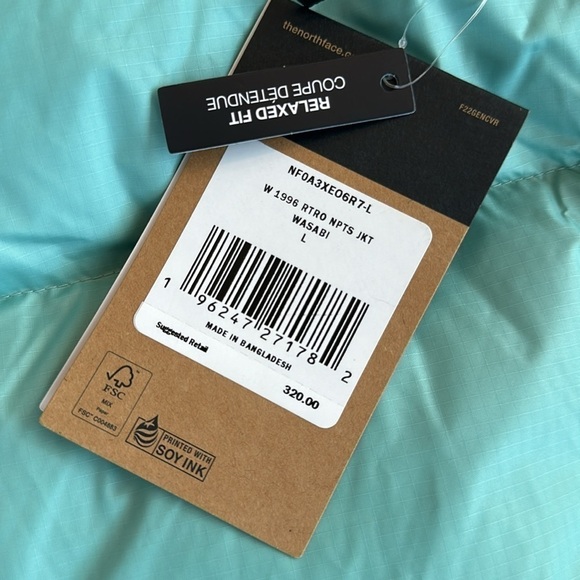 thenorthface.c
F22GENCVR
RELAXED FIT
COUPE DÉTENDUE
NF0A3XEO6R7-L
W 1996 RTRO NPTS JKT
WASABI
L
1 96247 27178 2
MADE IN BANGLADESH
Suggested Retail
320.00
FSC
MIX
Paper
FSC® C004883
PRINTED WITH
SOY INK